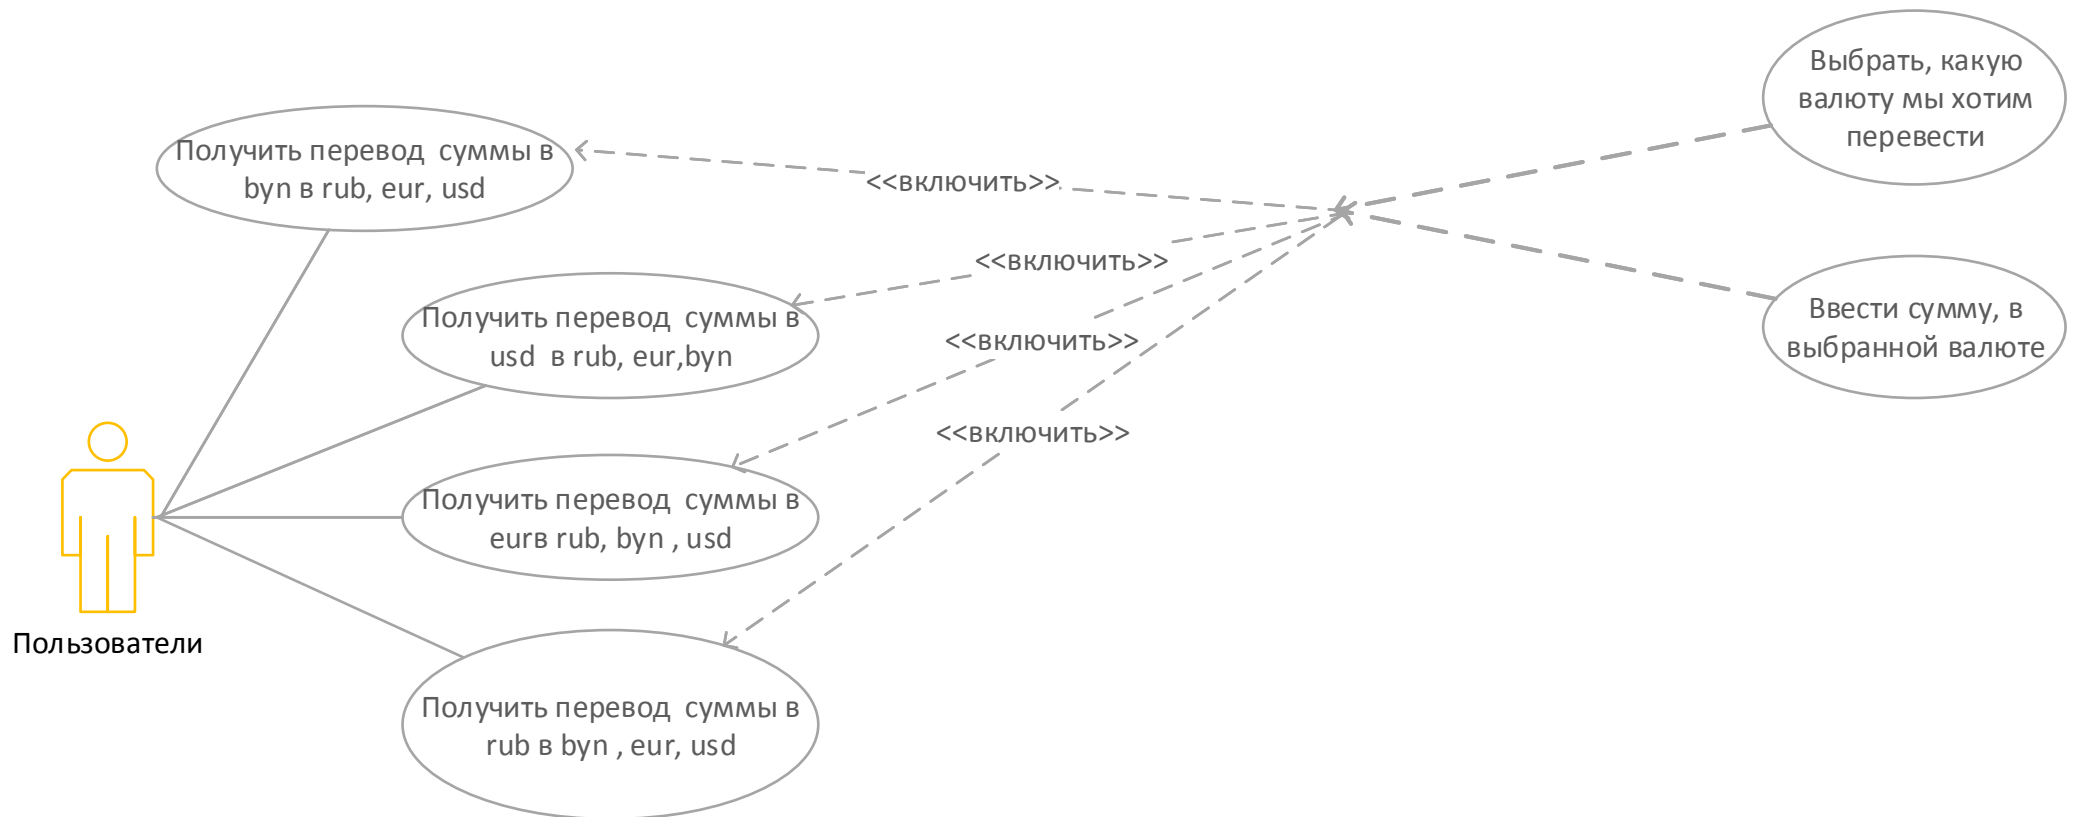 Выбрать, какую
валюту мы хотим
перевести
Получить перевод суммы в
byn в rub, eur, usd
<<включить>>
<<включить>>
Получить перевод суммы в
usd в rub, eur,byn
Ввести сумму, в
выбранной валюте
<<включить>>
<<включить>>
Получить перевод суммы в
eurв rub, byn , usd
Пользователи
Получить перевод суммы в
rub в byn , eur, usd